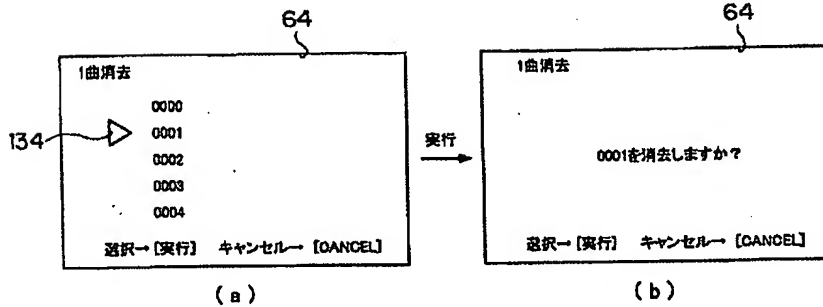 64
1曲消去
0000
134
0001
0002
0003
0004
選択→ [実行] キャンセル→ [CANCEL]
(a)
実行
64
1曲消去
0001を消去しますか？
選択→ [実行] キャンセル→ [CANCEL]
(b)